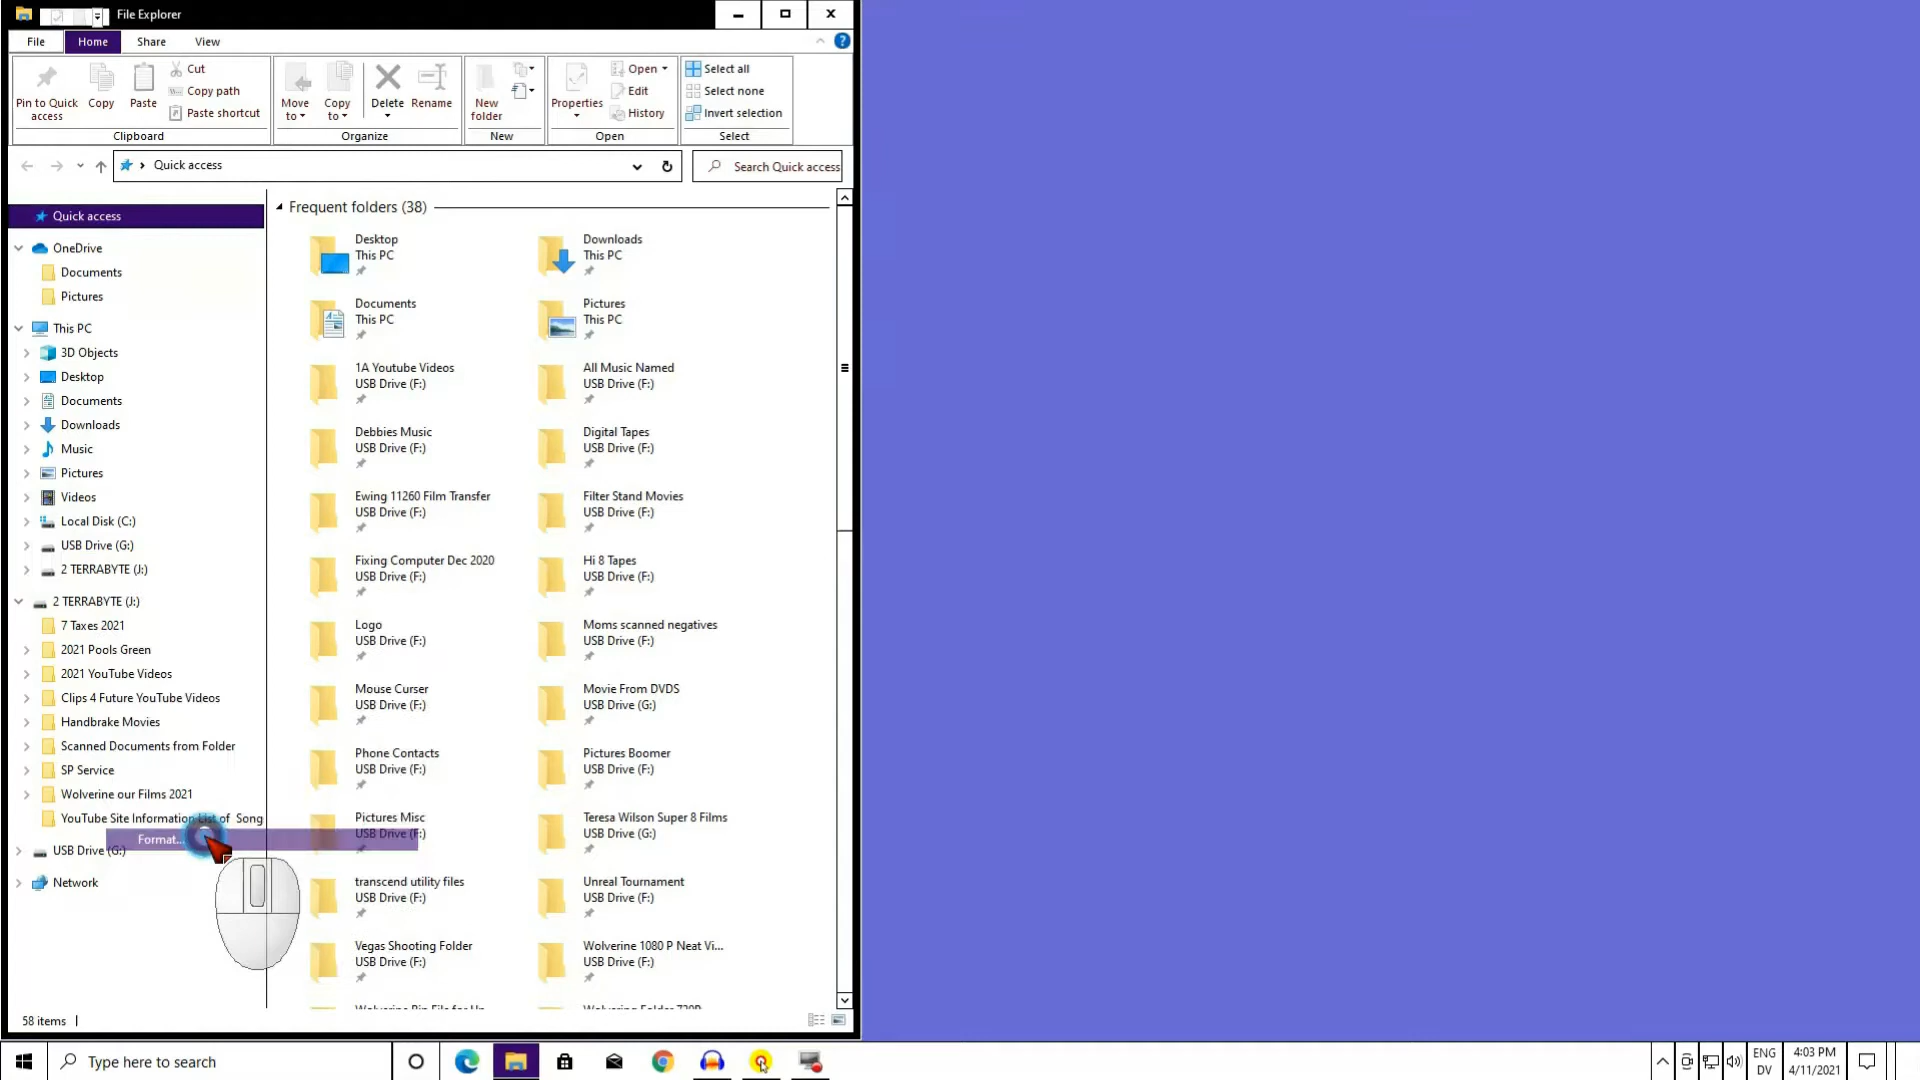 File Explorer
File Home Share View
Pin to Quick access
Copy
Paste
Cut
Copy path
Paste shortcut
Clipboard
Move to
Copy to
Delete
Rename
Organize
New folder
New
Properties
Open
Edit
History
Open
Select all
Select none
Invert selection
Select
Quick access
Search Quick access
Quick access
OneDrive
Documents
Pictures
This PC
3D Objects
Desktop
Documents
Downloads
Music
Pictures
Videos
Local Disk (C:)
USB Drive (G:)
2 TERRABYTE (J:)
2 TERRABYTE (J:)
7 Taxes 2021
2021 Pools Green
2021 YouTube Videos
Clips 4 Future YouTube Videos
Handbrake Movies
Scanned Documents from Folder
SP Service
Wolverine our Films 2021
YouTube Site Information List of Song
Format...
USB Drive (G:)
Network
Frequent folders (38)
Desktop
This PC
Downloads
This PC
Documents
This PC
Pictures
This PC
1A Youtube Videos
USB Drive (F:)
All Music Named
USB Drive (F:)
Debbies Music
USB Drive (F:)
Digital Tapes
USB Drive (F:)
Ewing 11260 Film Transfer
USB Drive (F:)
Filter Stand Movies
USB Drive (F:)
Fixing Computer Dec 2020
USB Drive (F:)
Hi 8 Tapes
USB Drive (F:)
Logo
USB Drive (F:)
Moms scanned negatives
USB Drive (F:)
Mouse Curser
USB Drive (F:)
Movie From DVDS
USB Drive (G:)
Phone Contacts
USB Drive (F:)
Pictures Boomer
USB Drive (F:)
Pictures Misc
USB Drive (F:)
Teresa Wilson Super 8 Films
USB Drive (G:)
transcend utility files
USB Drive (F:)
Unreal Tournament
USB Drive (F:)
Vegas Shooting Folder
USB Drive (F:)
Wolverine 1080 P Neat Vi...
USB Drive (F:)
58 items
Type here to search
ENG
DV
4:03 PM
4/11/2021